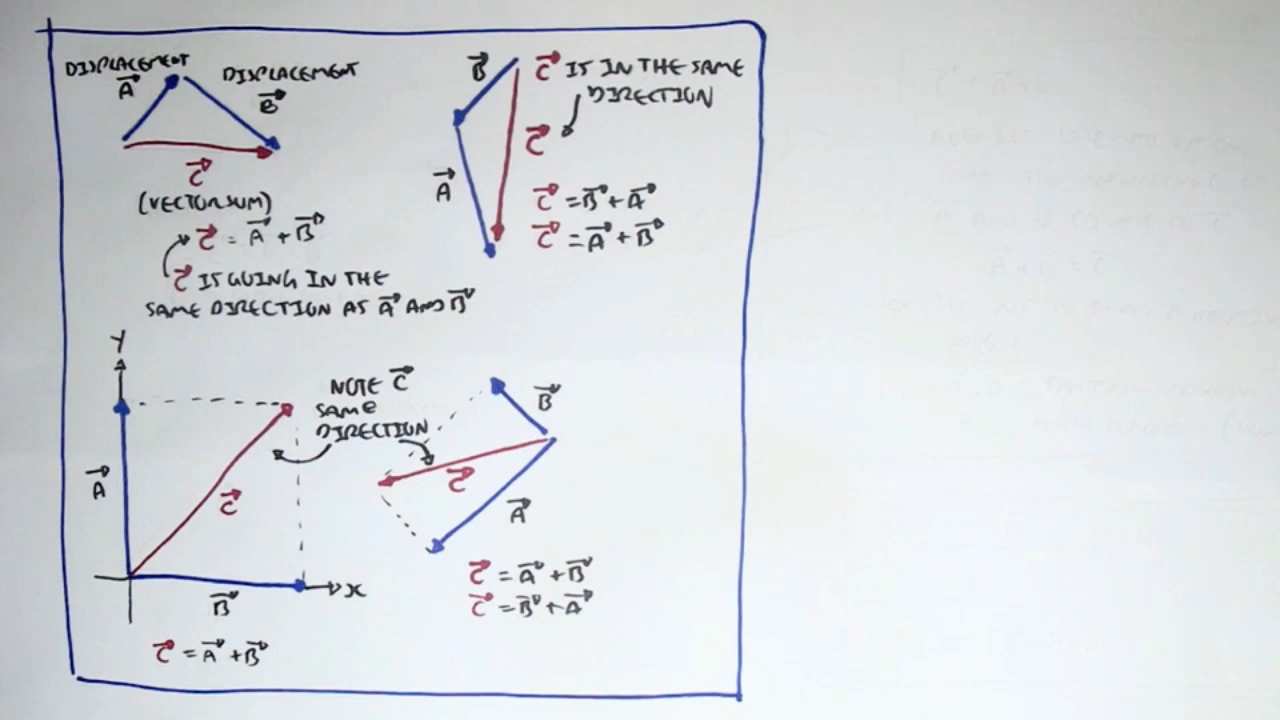 DISPLACEMENT
A⃗
DISPLACEMENT
B⃗
C⃗
(VECTOR SUM)
C⃗ = A⃗ + B⃗
C⃗ IS GOING IN THE
SAME DIRECTION AS A⃗ AND B⃗
B⃗
C⃗ IS IN THE SAME
DIRECTION
C⃗
A⃗
C⃗ = B⃗ + A⃗
C⃗ = A⃗ + B⃗
Y
A⃗
C⃗
B⃗
X
C⃗ = A⃗ + B⃗
NOTE C⃗
SAME
DIRECTION
B⃗
C⃗
A⃗
C⃗ = A⃗ + B⃗
C⃗ = B⃗ + A⃗